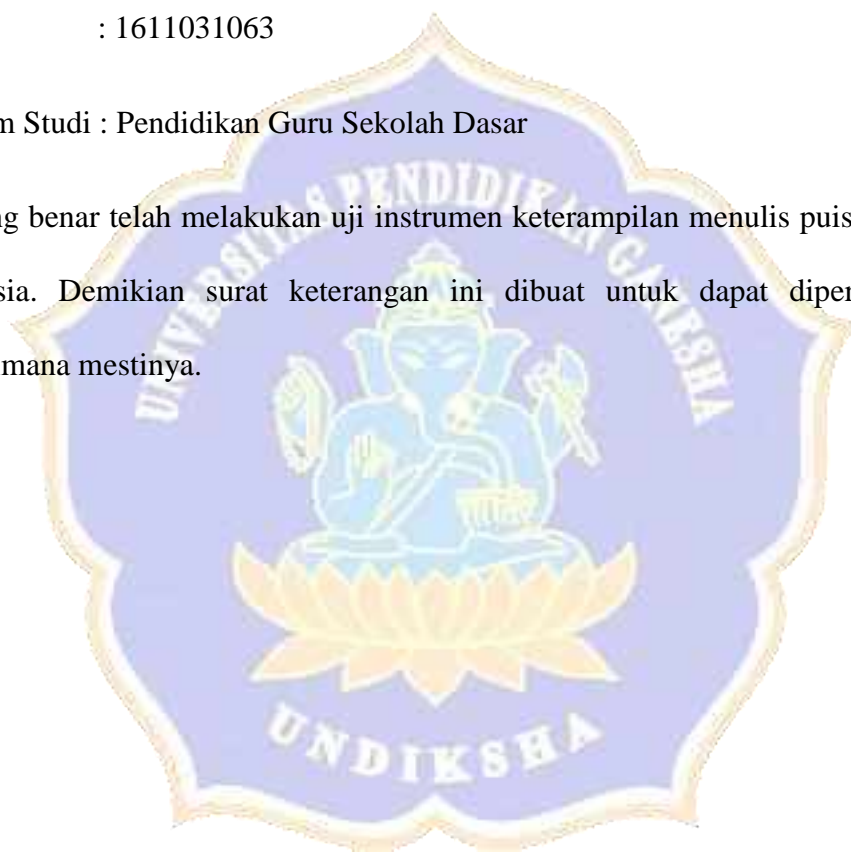 : 1611031063
m Studi : Pendidikan Guru Sekolah Dasar
ng benar telah melakukan uji instrumen keterampilan menulis puis
sia. Demikian surat keterangan ini dibuat untuk dapat diper
imana mestinya.
UNIVERSITAS PENDIDIKAN GANESHA
UNDIKSHA